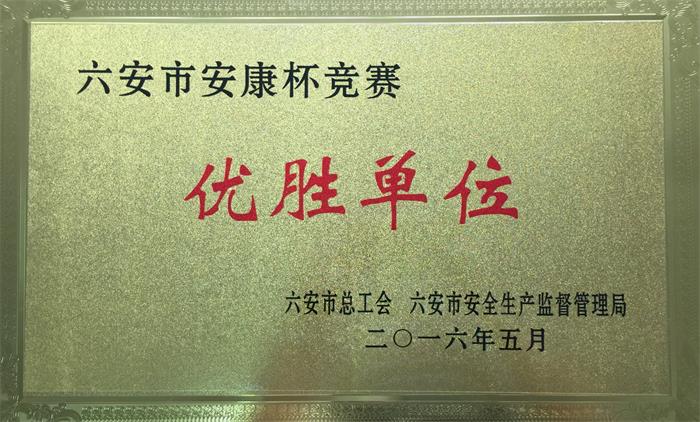 六安市安康杯竞赛
优胜单位
六安市总工会 六安市安全生产监督管理局
二〇一六年五月